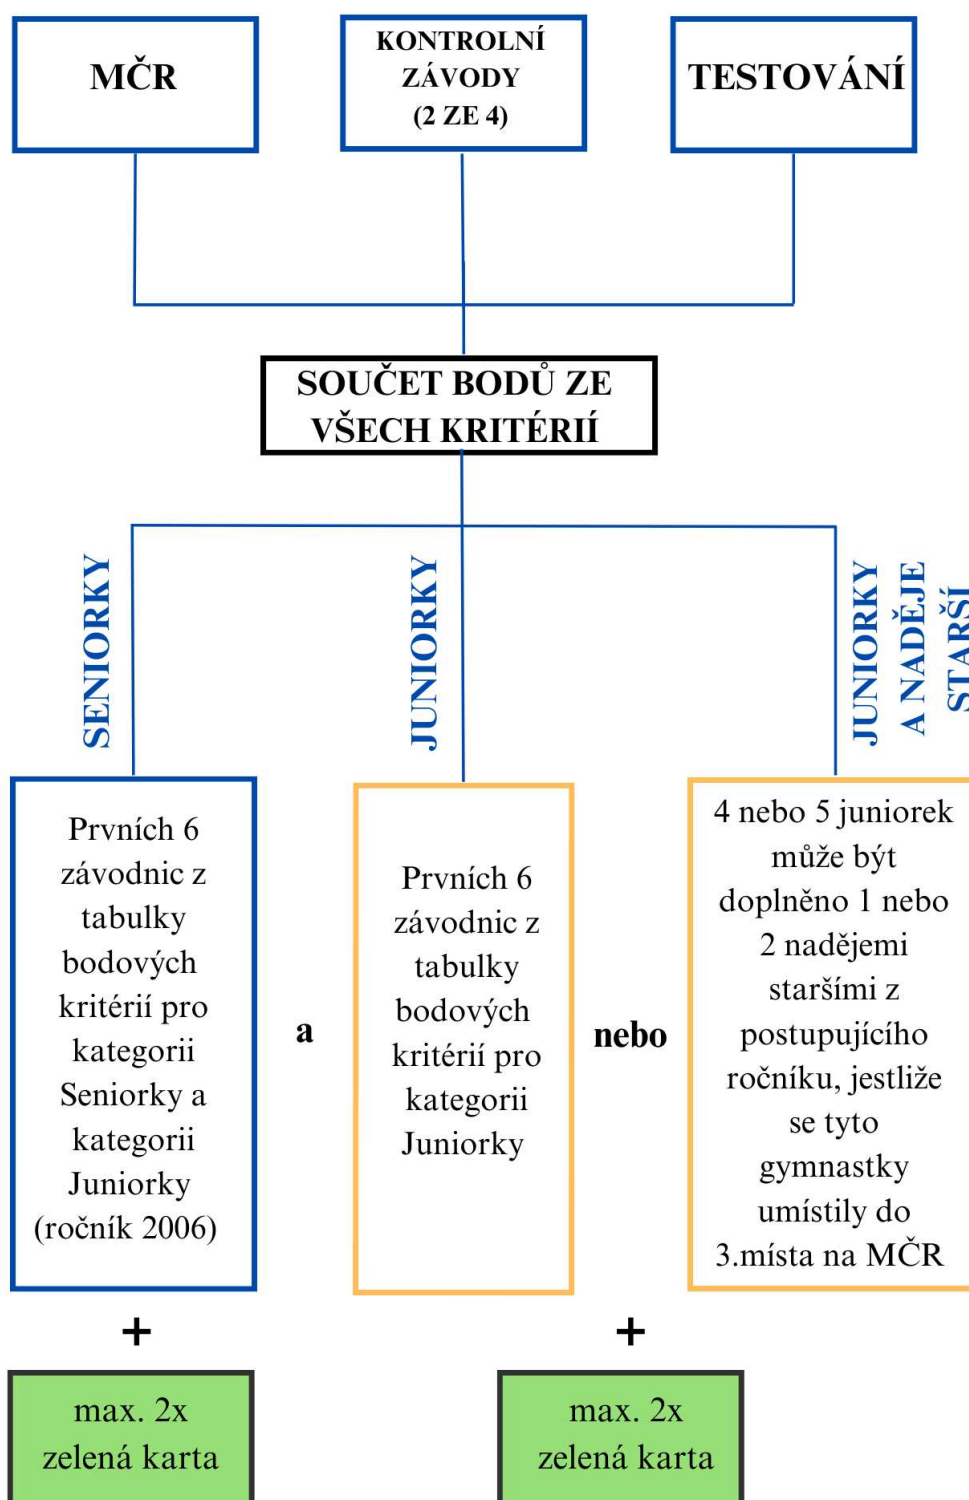 MČR
KONTROLNÍ
ZÁVODY
(2 ZE 4)
TESTOVÁNÍ
SOUČET BODŮ ZE
VŠECH KRITÉRIÍ
SENIORKY
JUNIORKY
JUNIORKY
A NADĚJE
STARŠÍ
Prvních 6
závodnic z
tabulky
bodových
kritérií pro
kategorii
Seniorky a
kategorii
Juniorky
(ročník 2006)
a
Prvních 6
závodnic z
tabulky
bodových
kritérií pro
kategorii
Juniorky
nebo
4 nebo 5 juniorek
může být
doplněno 1 nebo
2 nadějemi
staršími z
postupujícího
ročníku, jestliže
se tyto
gymnastky
umístily do
3.místa na MČR
+
max. 2x
zelená karta
+
max. 2x
zelená karta